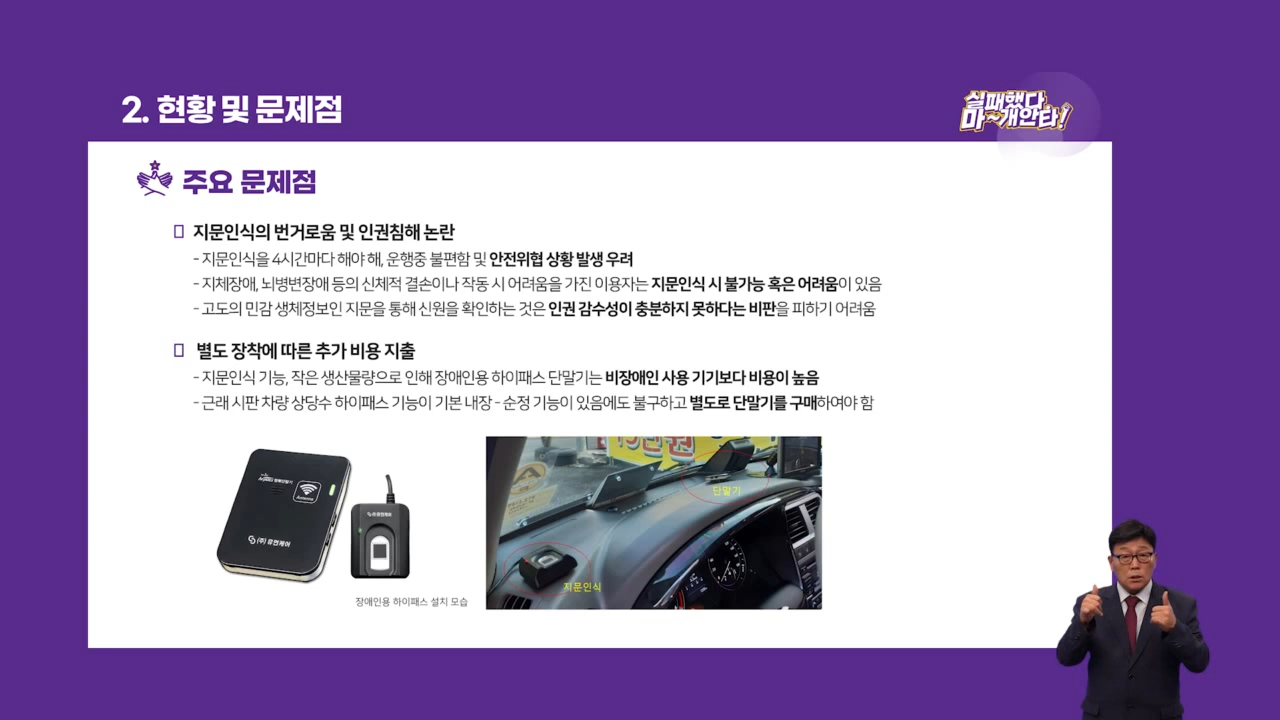 2. 현황 및 문제점
실패했다
마~개안타!
주요 문제점
지문인식의 번거로움 및 인권침해 논란
- 지문인식을 4시간마다 해야 해, 운행중 불편함 및 안전위협 상황 발생 우려
- 지체장애, 뇌병변장애 등의 신체적 결손이나 작동 시 어려움을 가진 이용자는 지문인식 시 불가능 혹은 어려움이 있음
- 고도의 민감 생체정보인 지문을 통해 신원을 확인하는 것은 인권 감수성이 충분하지 못하다는 비판을 피하기 어려움
별도 장착에 따른 추가 비용 지출
- 지문인식 기능, 작은 생산물량으로 인해 장애인용 하이패스 단말기는 비장애인 사용 기기보다 비용이 높음
- 근래 시판 차량 상당수 하이패스 기능이 기본 내장 - 순정 기능이 있음에도 불구하고 별도로 단말기를 구매하여야 함
Antenna
(주) 유먼케어
(주)유먼케어
단말기
지문인식
장애인용 하이패스 설치 모습